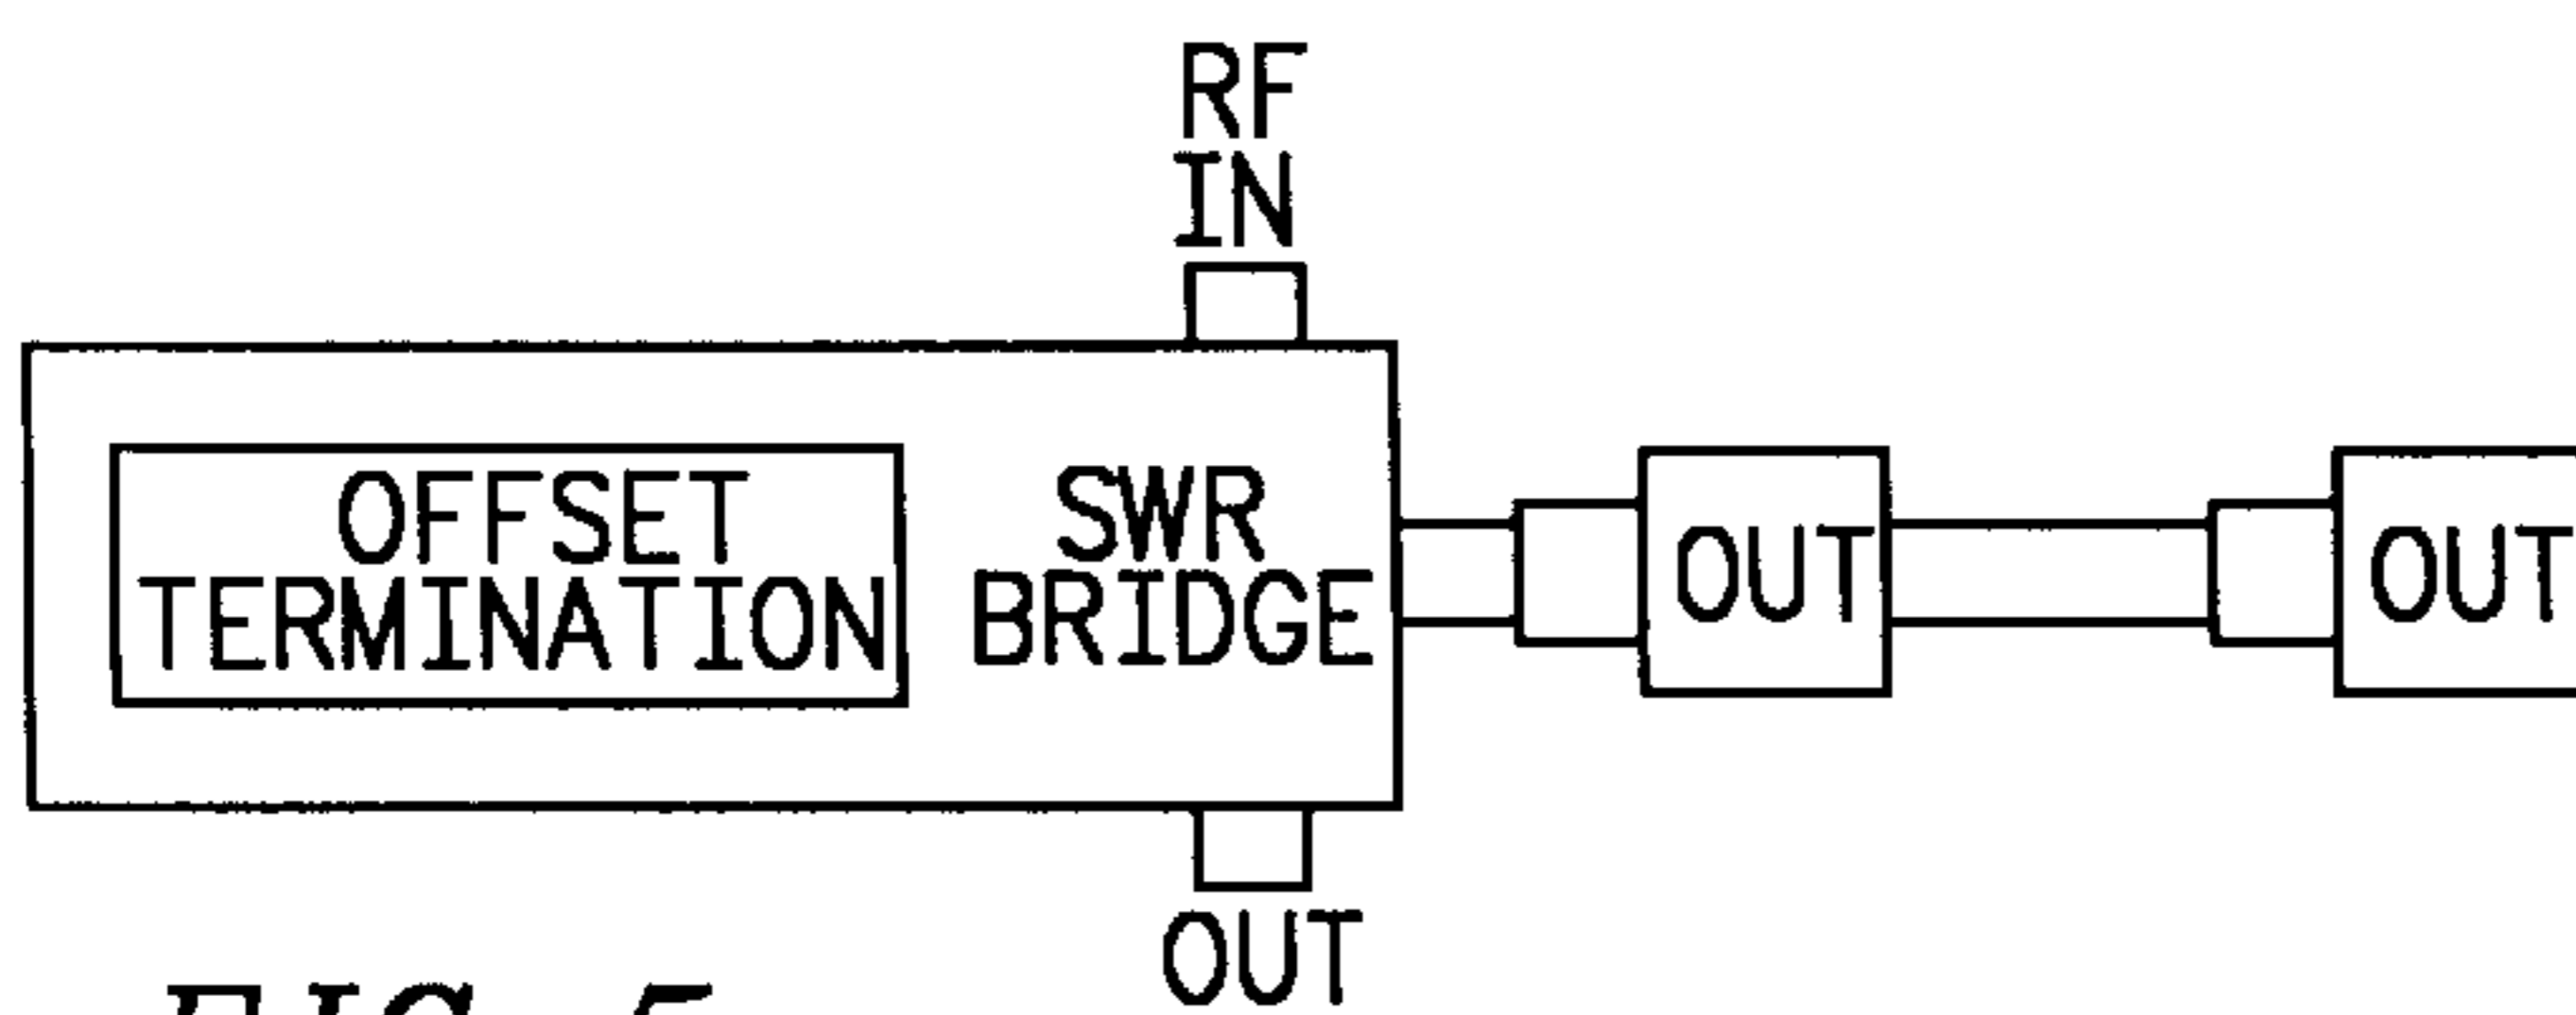 RF
IN
OFFSET
TERMINATION
SWR
BRIDGE
OUT
OUT
OUT